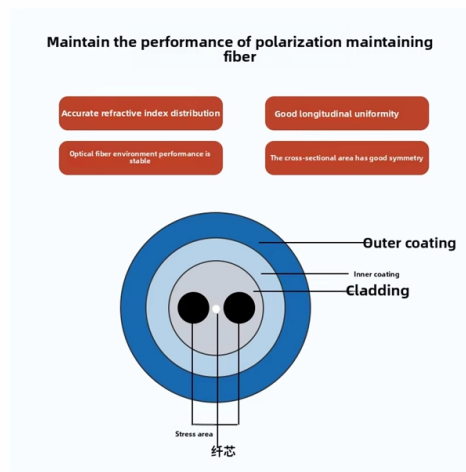 Maintain the performance of polarization maintaining
fiber
Accurate refractive index distribution
Good longitudinal uniformity
Optical fiber environment performance is
stable
The cross-sectional area has good symmetry
Outer coating
Inner coating
Cladding
Stress area
纤芯